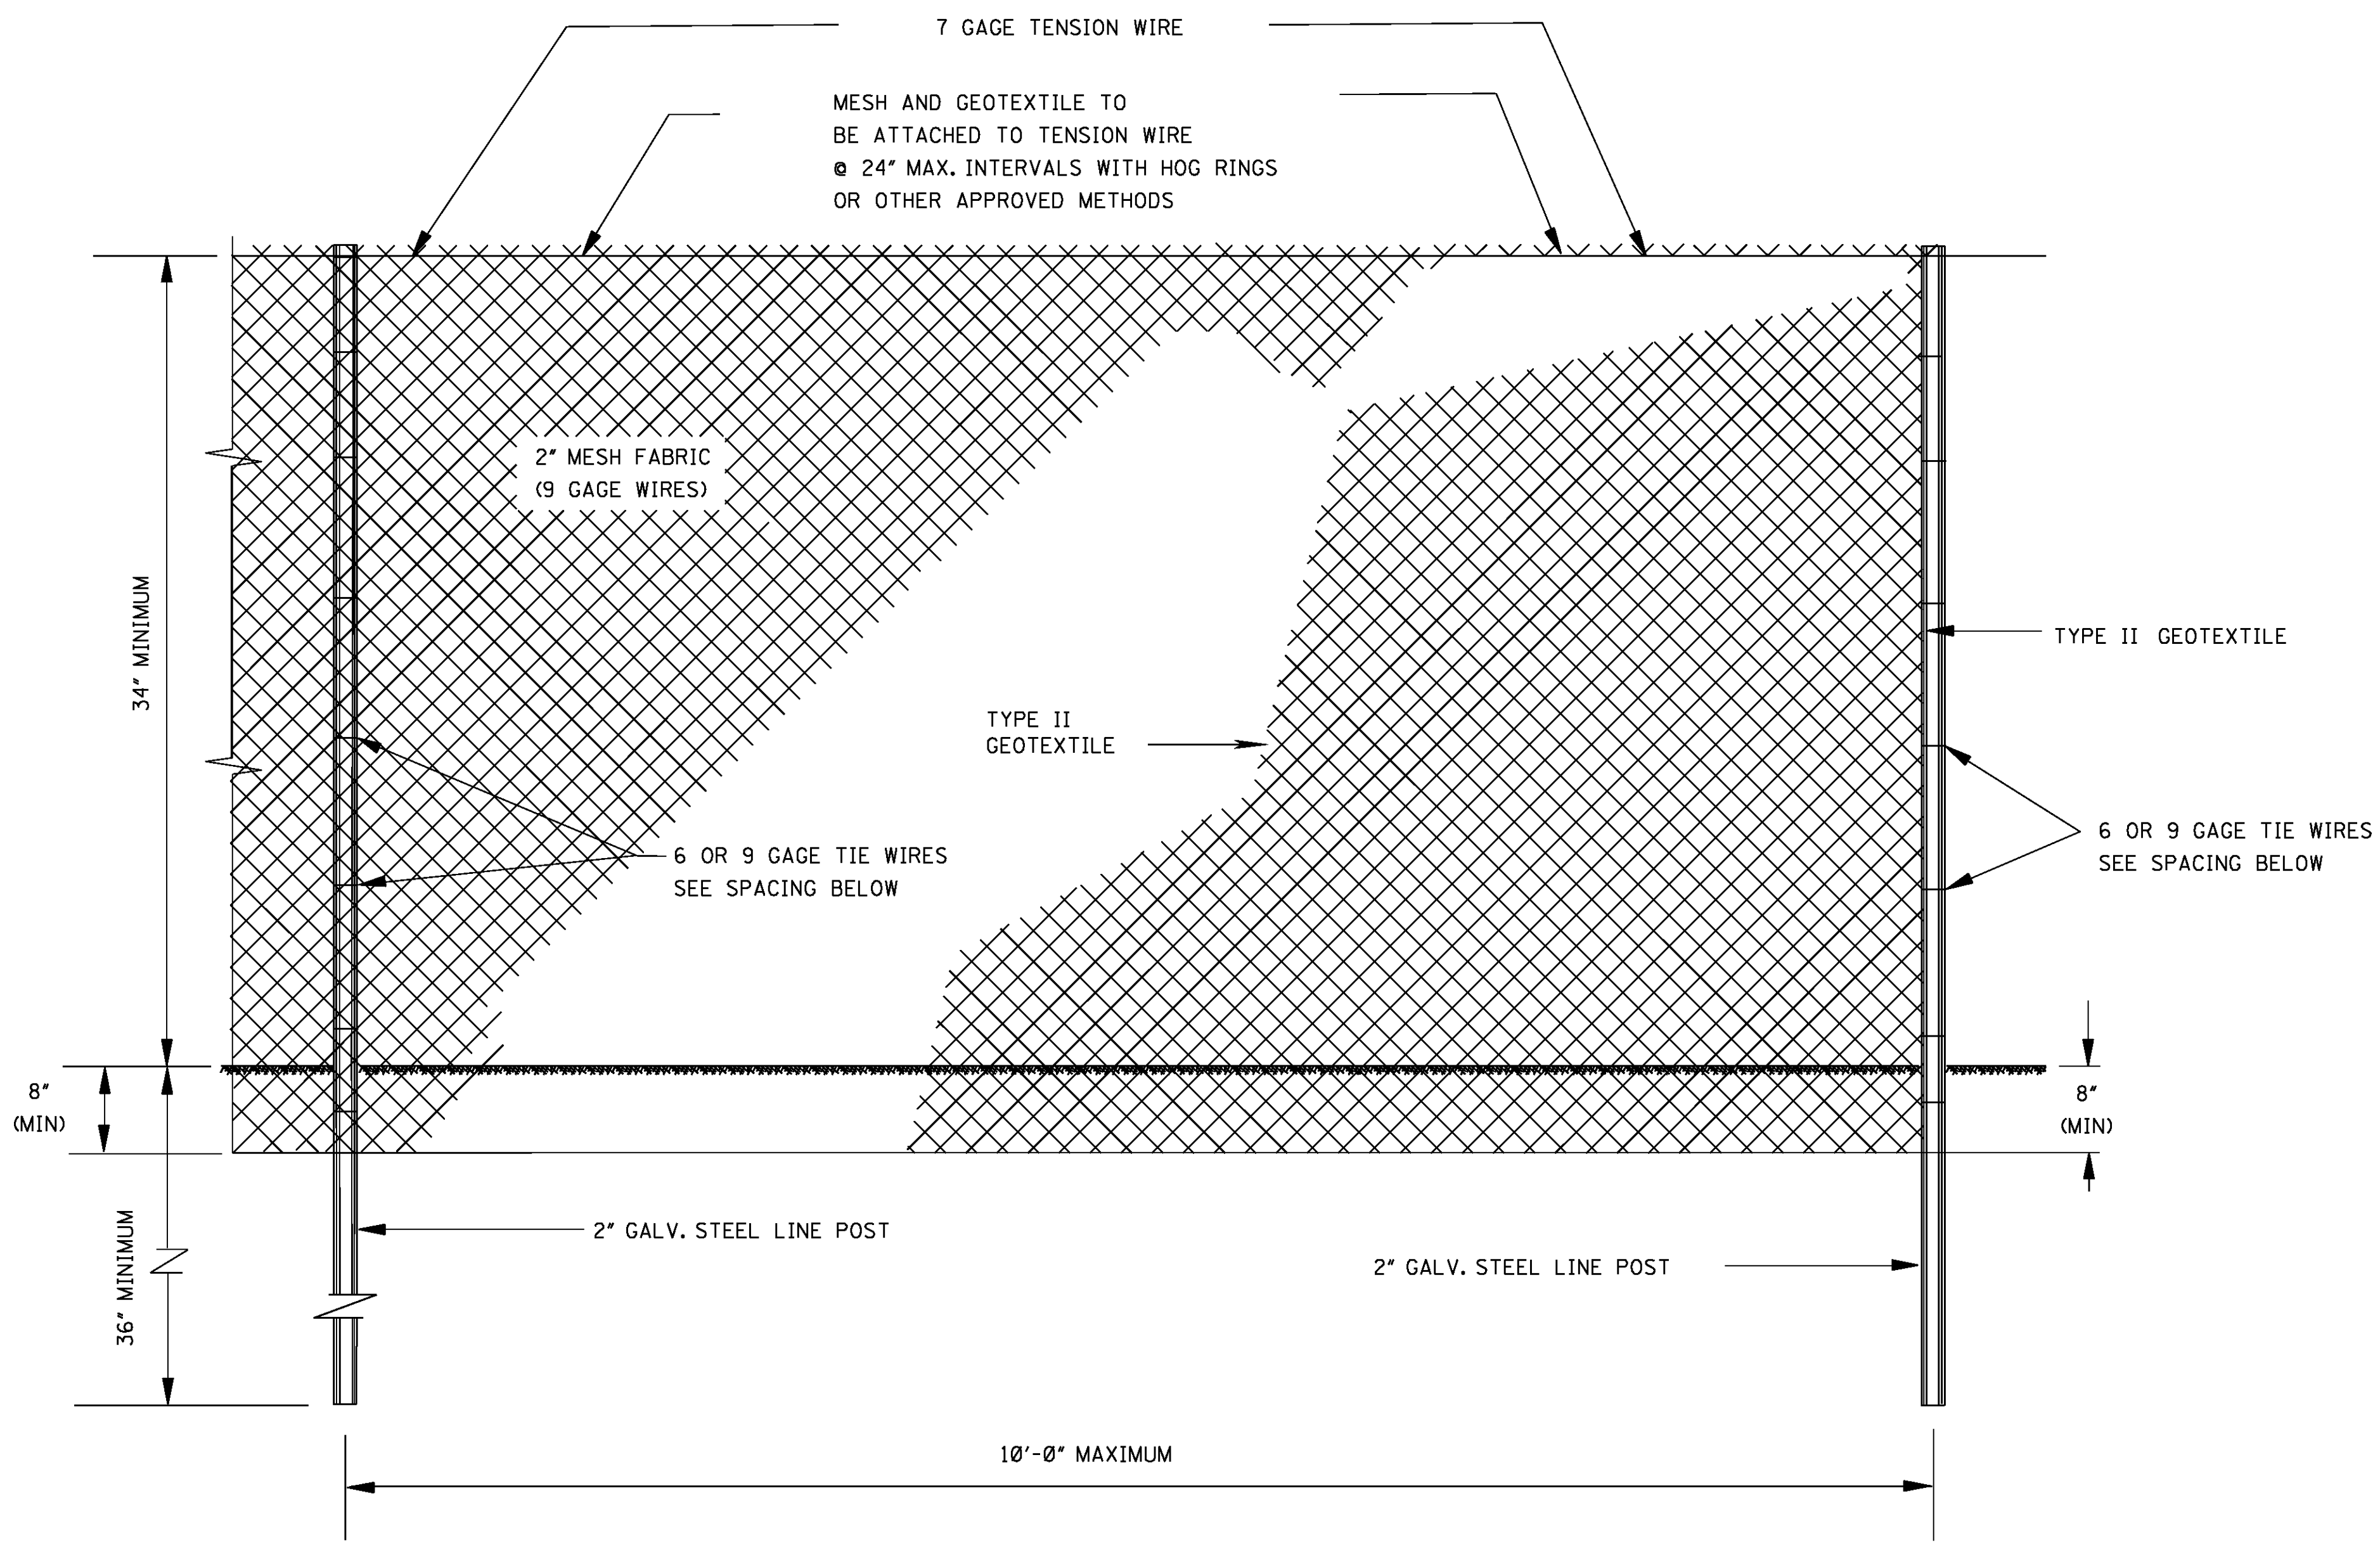 7 GAGE TENSION WIRE
MESH AND GEOTEXTILE TO
BE ATTACHED TO TENSION WIRE
@ 24" MAX. INTERVALS WITH HOG RINGS
OR OTHER APPROVED METHODS
2" MESH FABRIC
(9 GAGE WIRES)
34" MINIMUM
TYPE II GEOTEXTILE
TYPE II
GEOTEXTILE
6 OR 9 GAGE TIE WIRES
SEE SPACING BELOW
6 OR 9 GAGE TIE WIRES
SEE SPACING BELOW
8"
(MIN)
8"
(MIN)
36" MINIMUM
2" GALV. STEEL LINE POST
2" GALV. STEEL LINE POST
10'-0" MAXIMUM